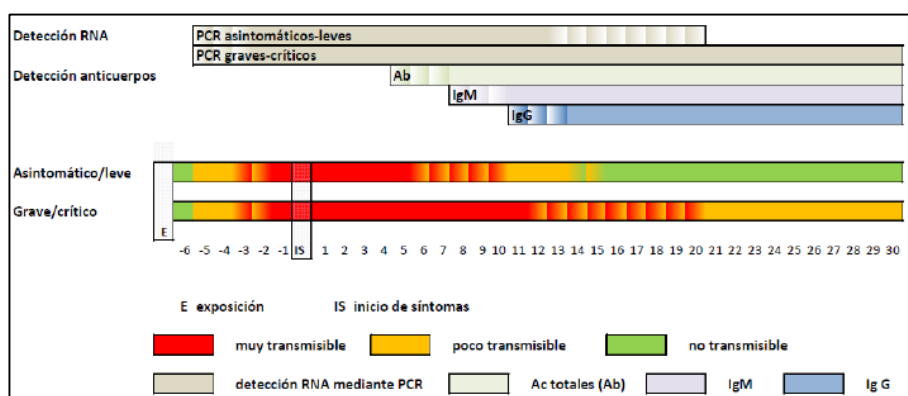 Detección RNA PCR asintomáticos-leves
PCR graves-críticos
Detección anticuerpos Ab
IgM
IgG
Asintomático/leve
Grave/crítico
E
-6 -5 -4 -3 -2 -1 IS 1 2 3 4 5 6 7 8 9 10 11 12 13 14 15 16 17 18 19 20 21 22 23 24 25 26 27 28 29 30
E exposición IS inicio de síntomas
muy transmisible poco transmisible no transmisible
detección RNA mediante PCR Ac totales (Ab) IgM Ig G